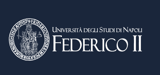 UNIVERSITÀ DEGLI STUDI DI NAPOLI
FEDERICO II